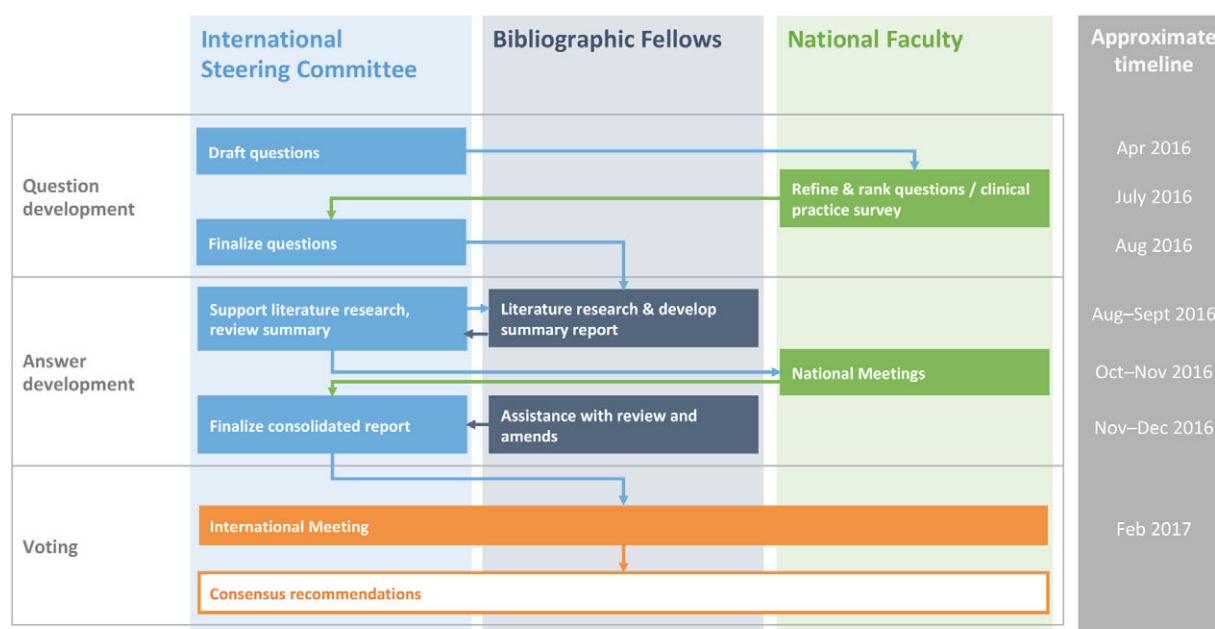 International
Steering Committee
Bibliographic Fellows
National Faculty
Approximate
timeline
Question
development
Draft questions
Apr 2016
Refine & rank questions / clinical
practice survey
July 2016
Finalize questions
Aug 2016
Answer
development
Support literature research,
review summary
Literature research & develop
summary report
Aug–Sept 2016
National Meetings
Oct–Nov 2016
Finalize consolidated report
Assistance with review and
amends
Nov–Dec 2016
Voting
International Meeting
Feb 2017
Consensus recommendations